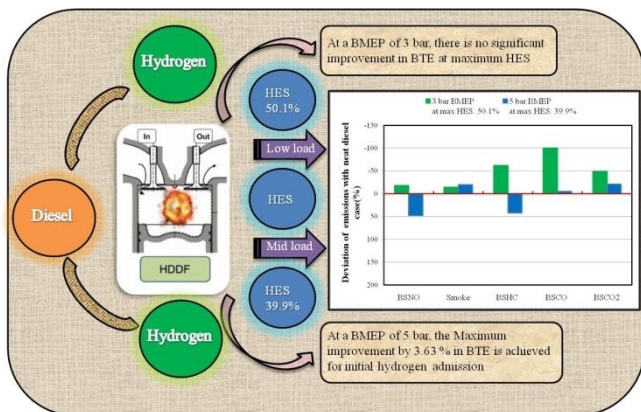 Hydrogen
At a BMEP of 3 bar, there is no significant
improvement in BTE at maximum HES
HES
50.1%
In
Out
Low load
Diesel
HES
HDDF
Mid load
HES
39.9%
Hydrogen
3 bar BMEP
at max HES 50.1%
5 bar BMEP
at max HES 39.9%
Deviation of emissions with neat diesel
case(%)
-150
-100
-50
0
50
100
150
200
BSNO
Smoke
BSHC
BSCO
BSCO2
At a BMEP of 5 bar, the Maximum
improvement by 3.63 % in BTE is achieved
for initial hydrogen admission